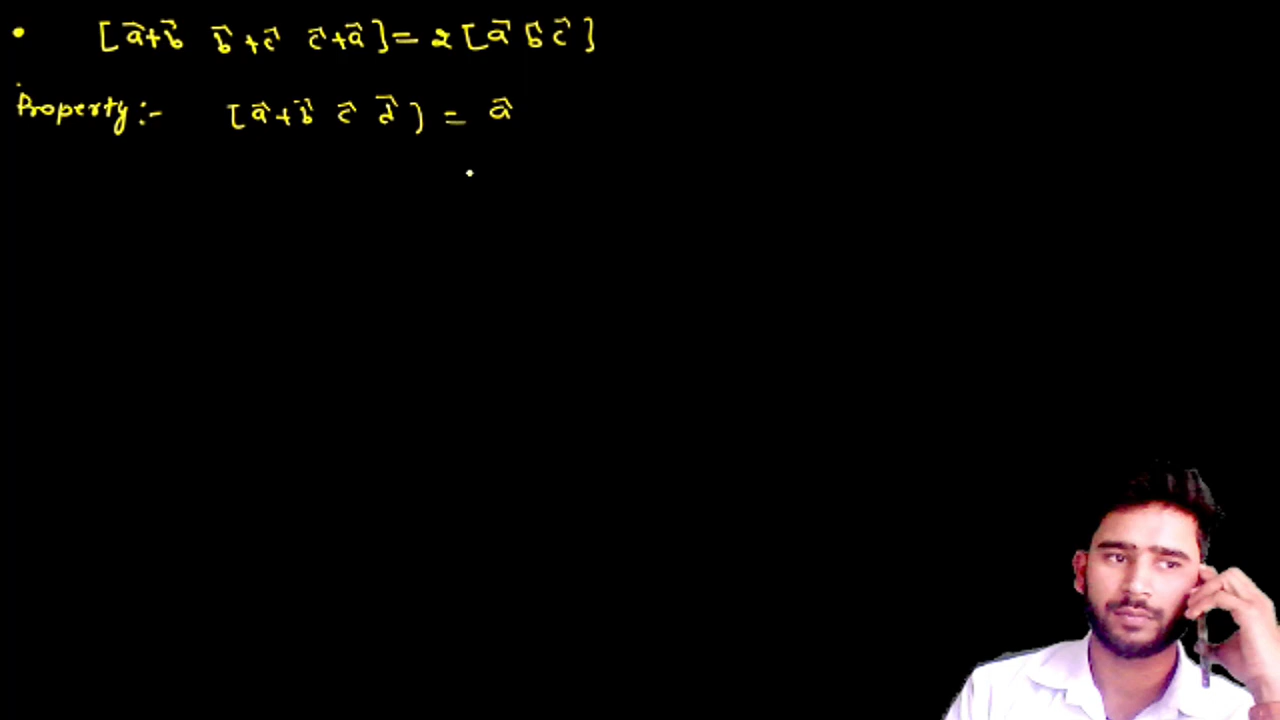 • [a⃗+b⃗ b⃗+c⃗ c⃗+a⃗] = 2[a⃗ b⃗ c⃗]
Property:- [a⃗+b⃗ c⃗ d⃗] = a⃗